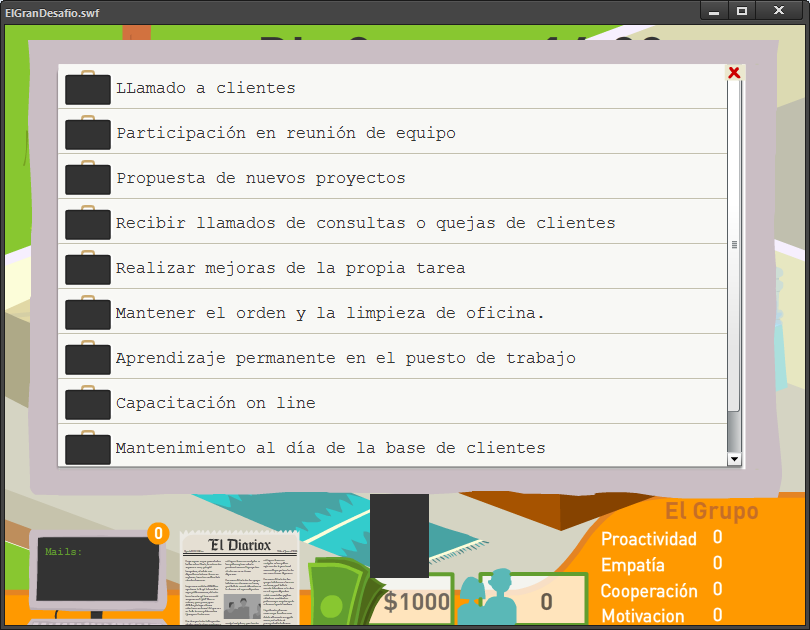 ElGranDesafio.swf
LLamado a clientes
Participación en reunión de equipo
Propuesta de nuevos proyectos
Recibir llamados de consultas o quejas de clientes
Realizar mejoras de la propia tarea
Mantener el orden y la limpieza de oficina.
Aprendizaje permanente en el puesto de trabajo
Capacitación on line
Mantenimiento al día de la base de clientes
0
Mails:
El Diariox
$1000
0
El Grupo
Proactividad 0
Empatía 0
Cooperación 0
Motivacion 0